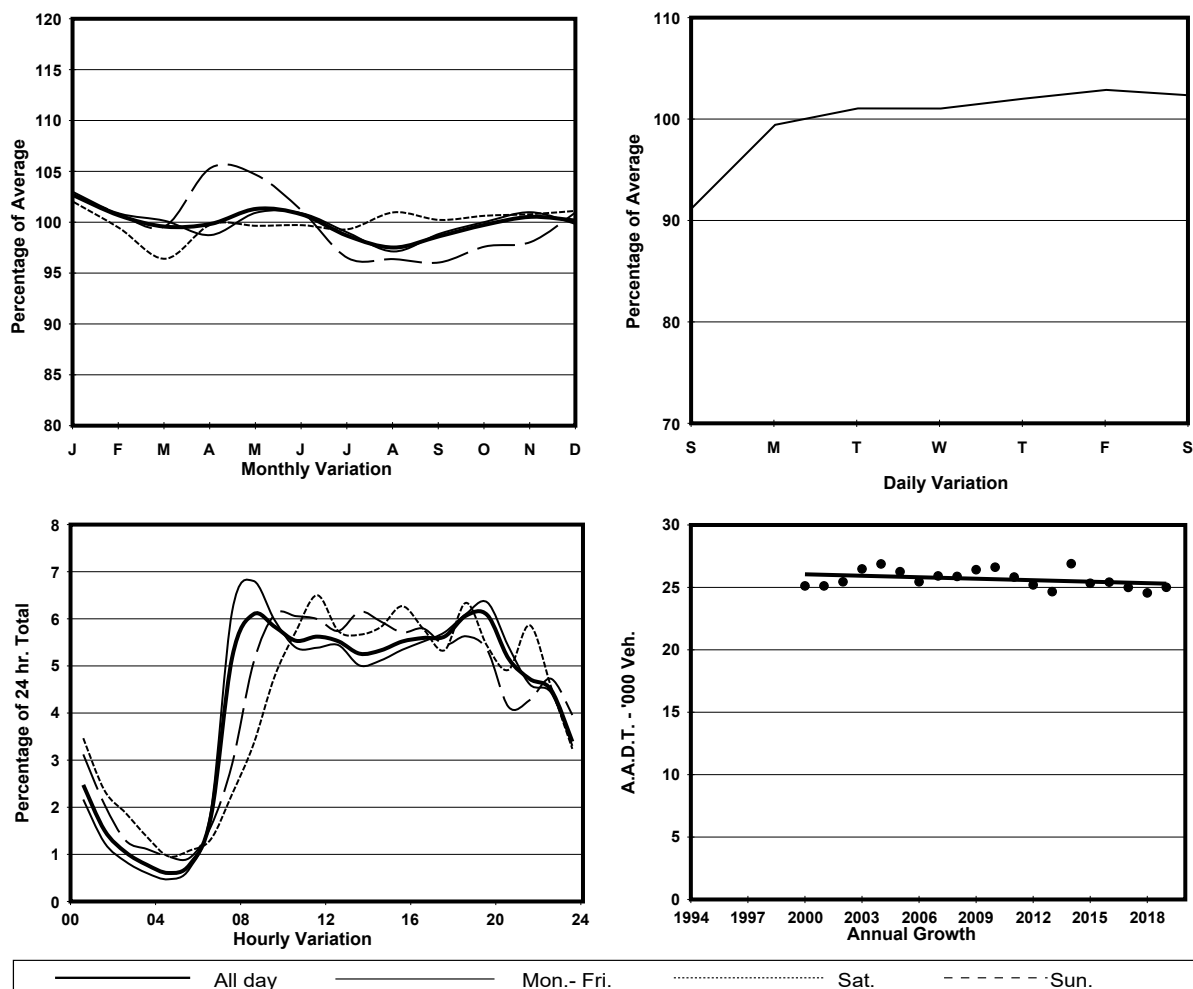 Percentage of Average
120
115
110
105
100
95
90
85
80
J F M A M J J A S O N D
Monthly Variation
Percentage of Average
110
100
90
80
70
S M T W T F S
Daily Variation
Percentage of 24 hr. Total
8
7
6
5
4
3
2
1
0
00 04 08 12 16 20 24
Hourly Variation
A.A.D.T. - '000 Veh.
30
25
20
15
10
5
0
1994 1997 2000 2003 2006 2009 2012 2015 2018
Annual Growth
All day Mon.- Fri. Sat. Sun.